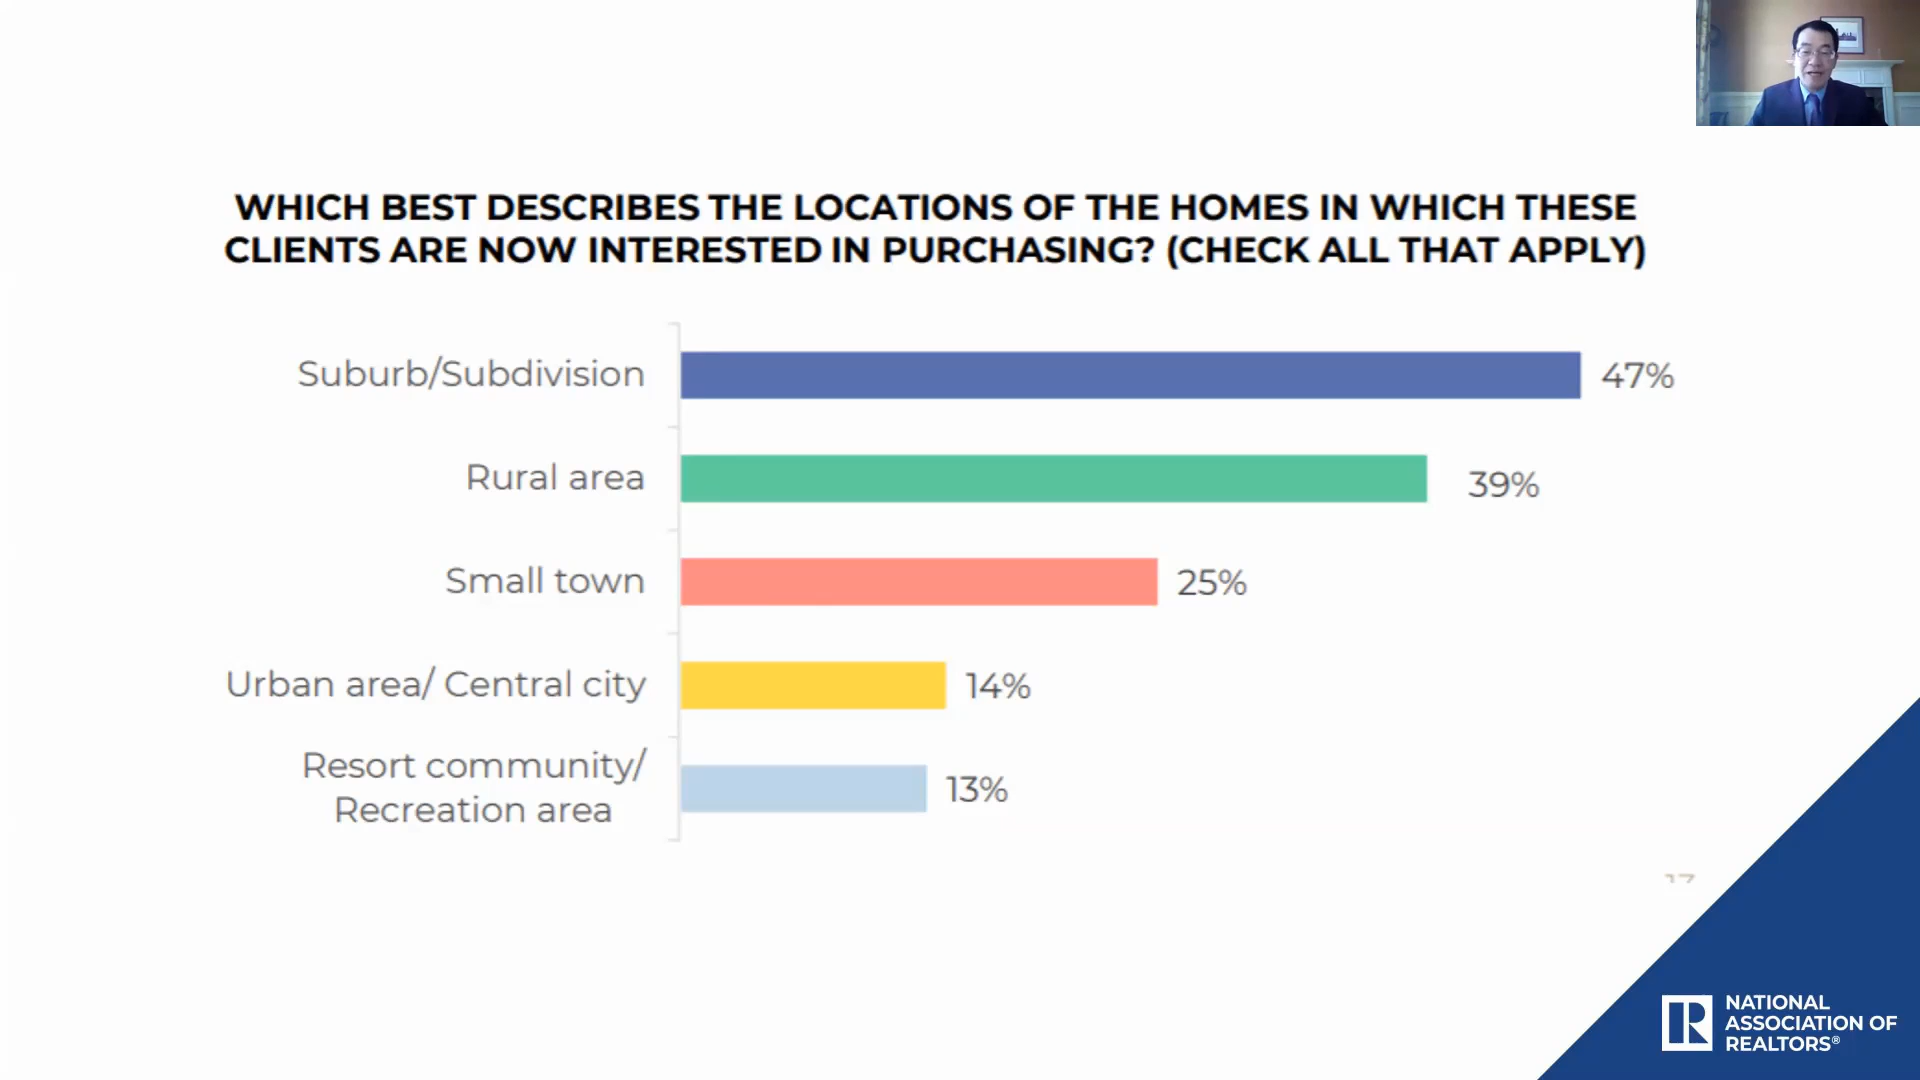 WHICH BEST DESCRIBES THE LOCATIONS OF THE HOMES IN WHICH THESE
CLIENTS ARE NOW INTERESTED IN PURCHASING? (CHECK ALL THAT APPLY)
Suburb/Subdivision 47%
Rural area 39%
Small town 25%
Urban area/ Central city 14%
Resort community/
Recreation area 13%
NATIONAL
ASSOCIATION OF
REALTORS®